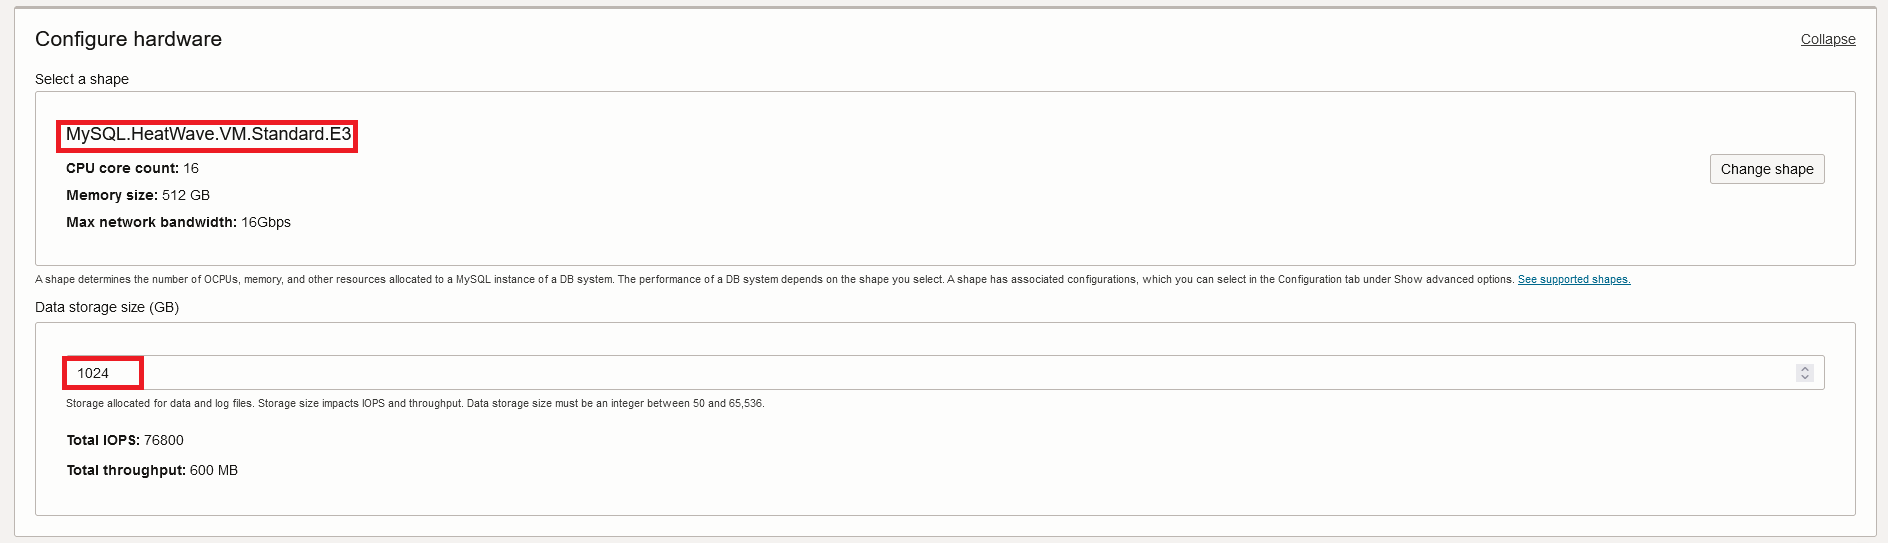 Configure hardware
Collapse
Select a shape
MySQL.HeatWave.VM.Standard.E3
CPU core count: 16
Memory size: 512 GB
Max network bandwidth: 16Gbps
Change shape
A shape determines the number of OCPUs, memory, and other resources allocated to a MySQL instance of a DB system. The performance of a DB system depends on the shape you select. A shape has associated configurations, which you can select in the Configuration tab under Show advanced options. See supported shapes.
Data storage size (GB)
1024
Storage allocated for data and log files. Storage size impacts IOPS and throughput. Data storage size must be an integer between 50 and 65,536.
Total IOPS: 76800
Total throughput: 600 MB